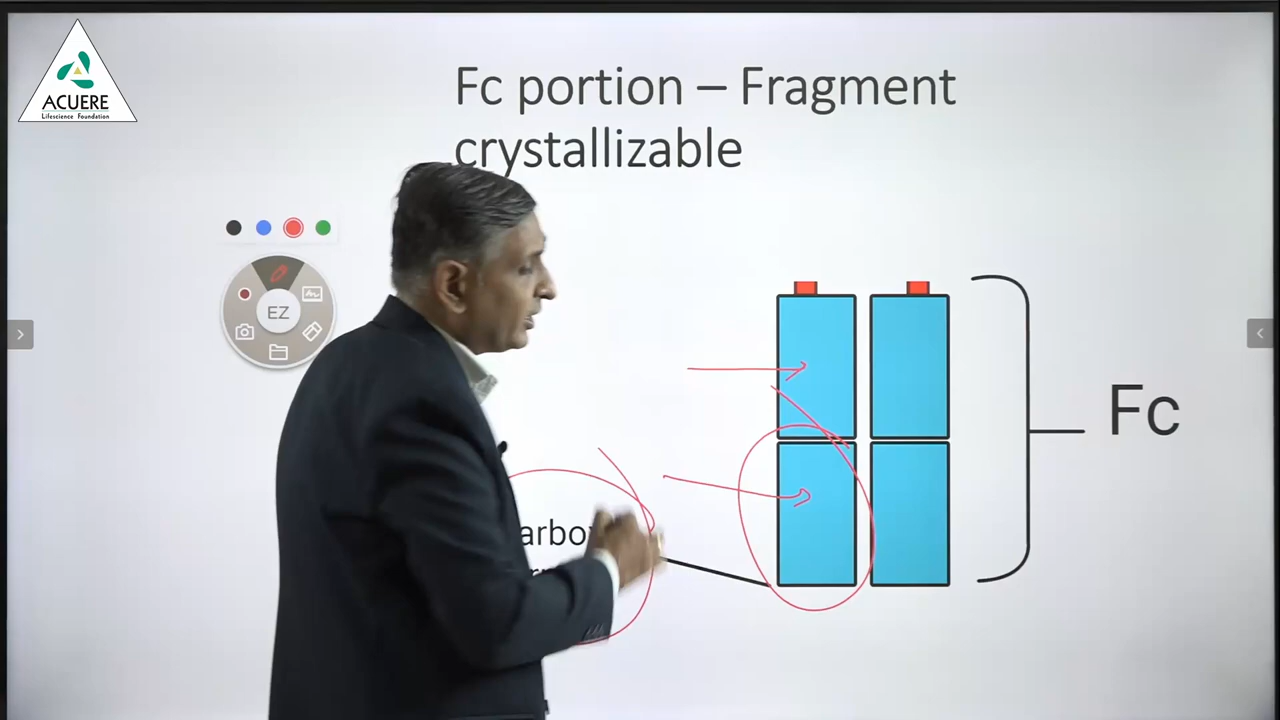 ACUERE
Lifescience Foundation
Fc portion – Fragment
crystallizable
EZ
Fc